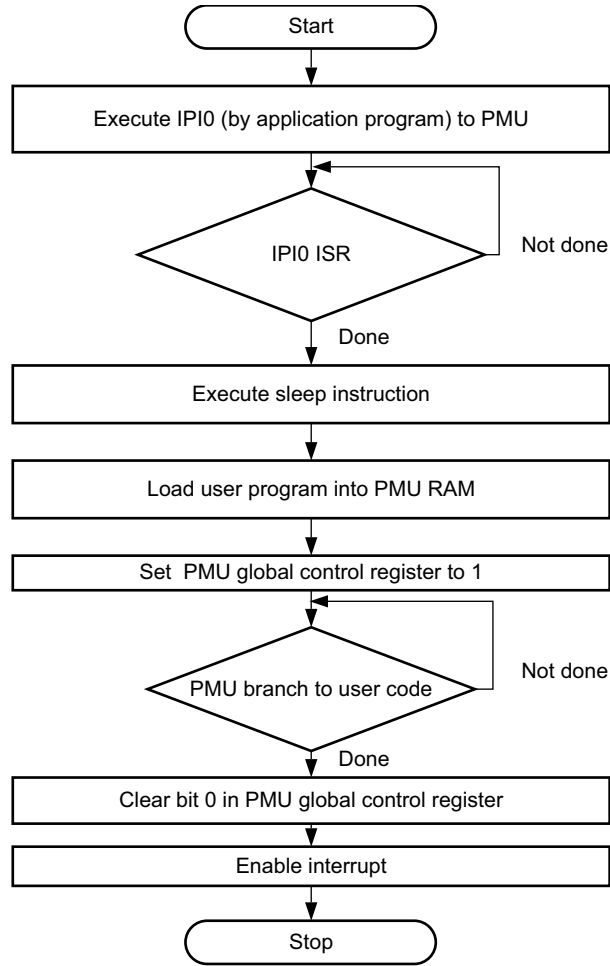 Start
Execute IPI0 (by application program) to PMU
IPI0 ISR
Not done
Done
Execute sleep instruction
Load user program into PMU RAM
Set PMU global control register to 1
PMU branch to user code
Not done
Done
Clear bit 0 in PMU global control register
Enable interrupt
Stop